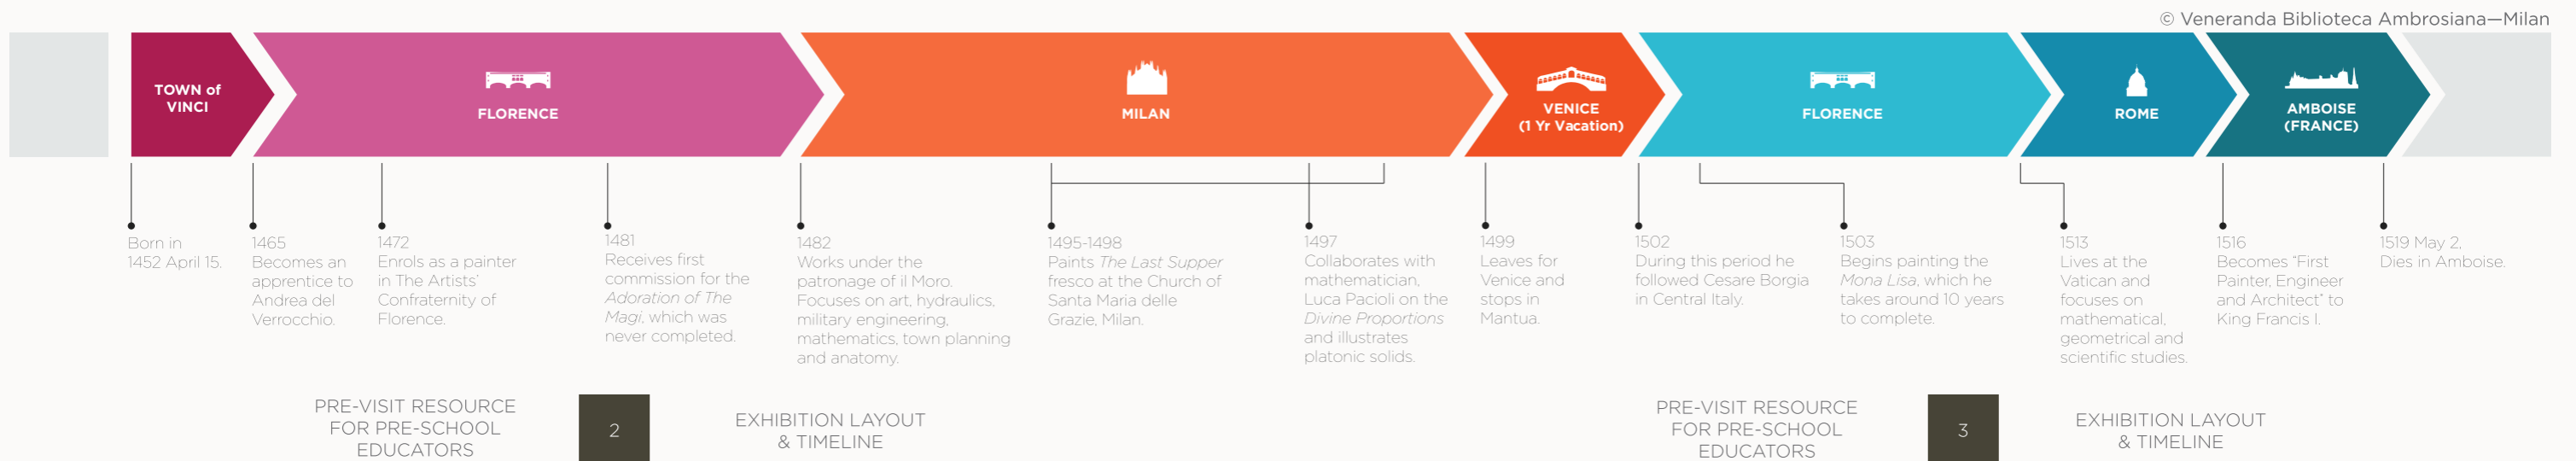 © Veneranda Biblioteca Ambrosiana—Milan
TOWN of
VINCI
FLORENCE
MILAN
VENICE
(1 Yr Vacation)
FLORENCE
ROME
AMBOISE
(FRANCE)
Born in
1452 April 15.
1465
Becomes an
apprentice to
Andrea del
Verrocchio.
1472
Enrols as a painter
in The Artists'
Confraternity of
Florence.
1481
Receives first
commission for the
Adoration of The
Magi, which was
never completed.
1482
Works under the
patronage of il Moro.
Focuses on art, hydraulics,
military engineering,
mathematics, town planning
and anatomy.
1495-1498
Paints The Last Supper
fresco at the Church of
Santa Maria delle
Grazie, Milan.
1497
Collaborates with
mathematician,
Luca Pacioli on the
Divine Proportions
and illustrates
platonic solids.
1499
Leaves for
Venice and
stops in
Mantua.
1502
During this period he
followed Cesare Borgia
in Central Italy.
1503
Begins painting the
Mona Lisa, which he
takes around 10 years
to complete.
1513
Lives at the
Vatican and
focuses on
mathematical,
geometrical and
scientific studies.
1516
Becomes "First
Painter, Engineer
and Architect" to
King Francis I.
1519 May 2,
Dies in Amboise.
PRE-VISIT RESOURCE
FOR PRE-SCHOOL
EDUCATORS
2
EXHIBITION LAYOUT
& TIMELINE
PRE-VISIT RESOURCE
FOR PRE-SCHOOL
EDUCATORS
3
EXHIBITION LAYOUT
& TIMELINE